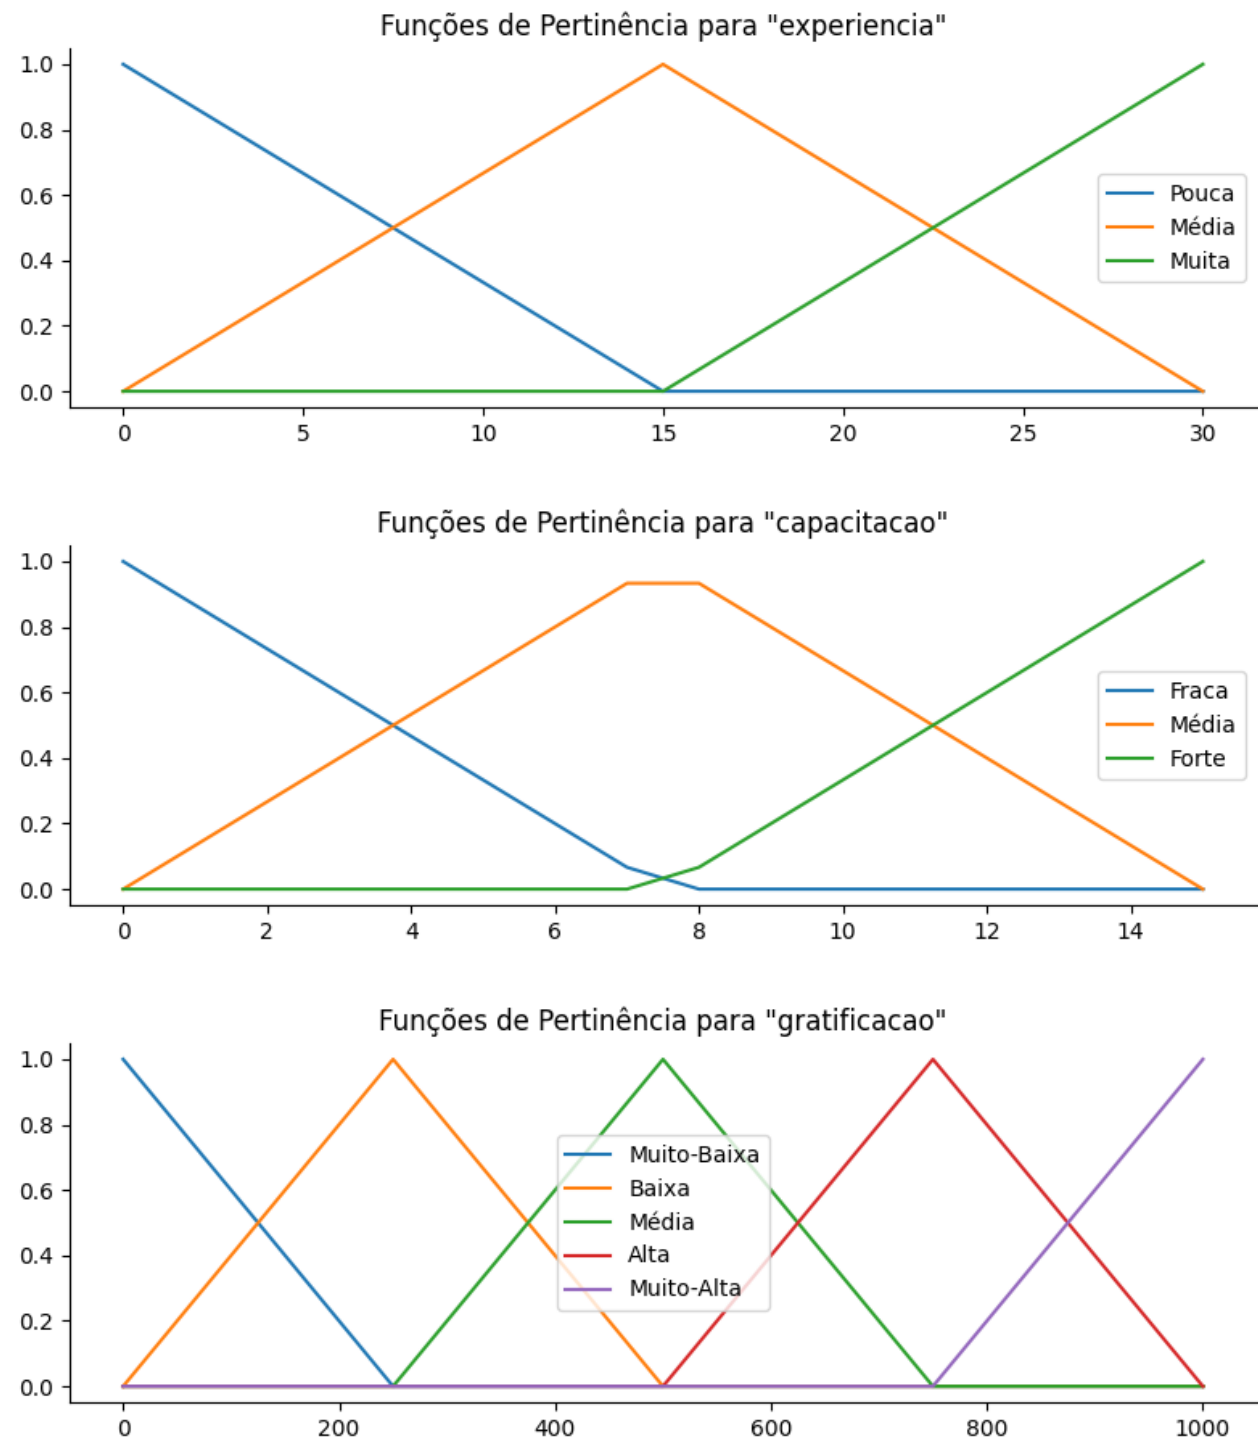 Funções de Pertinência para "experiencia"
1.0
0.8
0.6
0.4
0.2
0.0
Pouca
Média
Muita
0 5 10 15 20 25 30
Funções de Pertinência para "capacitacao"
1.0
0.8
0.6
0.4
0.2
0.0
Fraca
Média
Forte
0 2 4 6 8 10 12 14
Funções de Pertinência para "gratificacao"
1.0
0.8
0.6
0.4
0.2
0.0
Muito-Baixa
Baixa
Média
Alta
Muito-Alta
0 200 400 600 800 1000